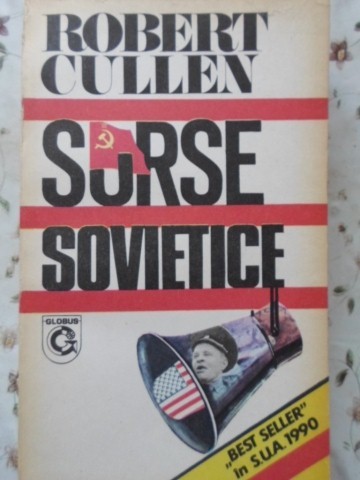 ROBERT
CULLEN
SURSE
SOVIETICE
GLOBUS
„BEST SELLER"
în S.U.A. 1990